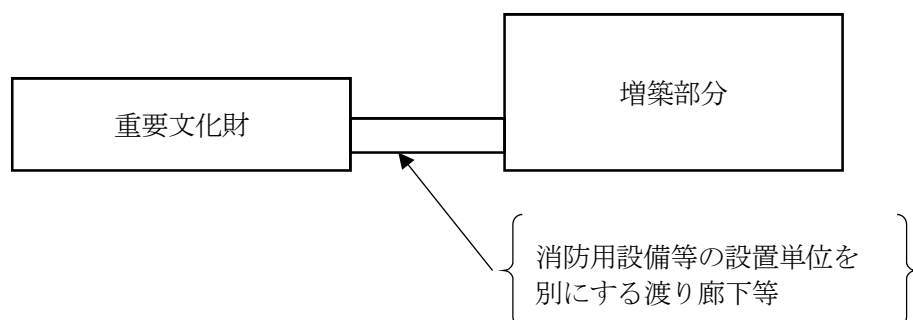 増築部分
重要文化財
消防用設備等の設置単位を
別にする渡り廊下等